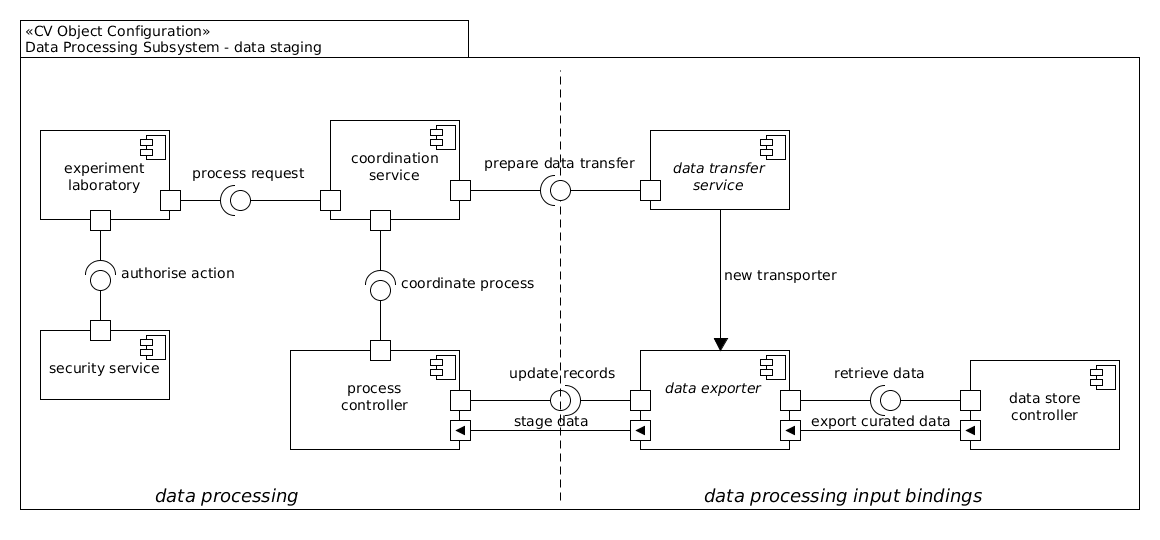 «CV Object Configuration»
Data Processing Subsystem - data staging
experiment
laboratory
process request
coordination
service
prepare data transfer
data transfer
service
authorise action
coordinate process
new transporter
security service
process
controller
update records
stage data
data exporter
retrieve data
export curated data
data store
controller
data processing
data processing input bindings